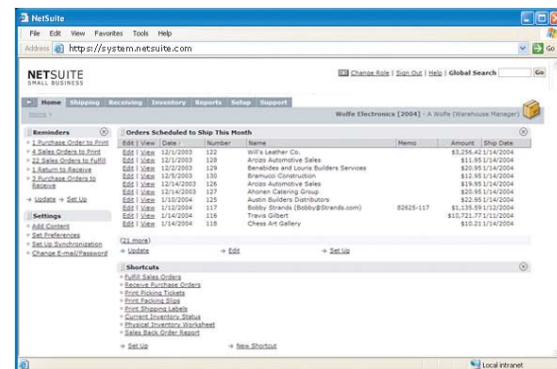 NetSuite
File Edit View Favorites Tools Help
Address https://system.netsuite.com Go
NETSUITE
SMALL BUSINESS
Change Role | Sign Out | Help | Global Search Go
Home Shipping Receiving Inventory Reports Setup Support
Home Wolfe Electronics [2004] - A Wolfe (Warehouse Manager)
Reminders
1 Purchase Order to Print
4 Sales Orders to Print
22 Sales Orders to Fulfill
1 Return to Receive
3 Purchase Orders to
Receive
Update Set Up
Settings
Add Content
Set Preferences
Set Up Synchronization
Change E-mail/Password
Orders Scheduled to Ship This Month
Edit | View Date Number Name Memo Amount Ship Date
Edit | View 12/1/2003 122 Will's Leather Co. $3,256.42 1/14/2004
Edit | View 12/1/2003 128 Arcizo Automotive Sales $11.95 1/14/2004
Edit | View 12/2/2003 129 Benebides and Louris Builders Services $20.95 1/14/2004
Edit | View 12/5/2003 130 Bramuco Construction $12.95 1/14/2004
Edit | View 12/14/2003 126 Arcizo Automotive Sales $19.95 1/14/2004
Edit | View 12/14/2003 127 Ahonen Catering Group $20.95 1/14/2004
Edit | View 1/10/2004 125 Austin Builders Distributors $22.95 1/14/2004
Edit | View 1/12/2004 117 Bobby Strands (Bobby@Strands.com) 82625-117 $1,135.59 1/12/2004
Edit | View 1/14/2004 116 Travis Gilbert $10,721.77 1/11/2004
Edit | View 1/14/2004 118 Chess Art Gallery $10.21 1/14/2004
(21 more)
Update Edit Set Up
Shortcuts
Fulfill Sales Orders
Receive Purchase Orders
Print Picking Tickets
Print Packing Slips
Print Shipping Labels
Current Inventory Status
Physical Inventory Worksheet
Sales Back Order Report
Set Up New Shortcut
Local intranet